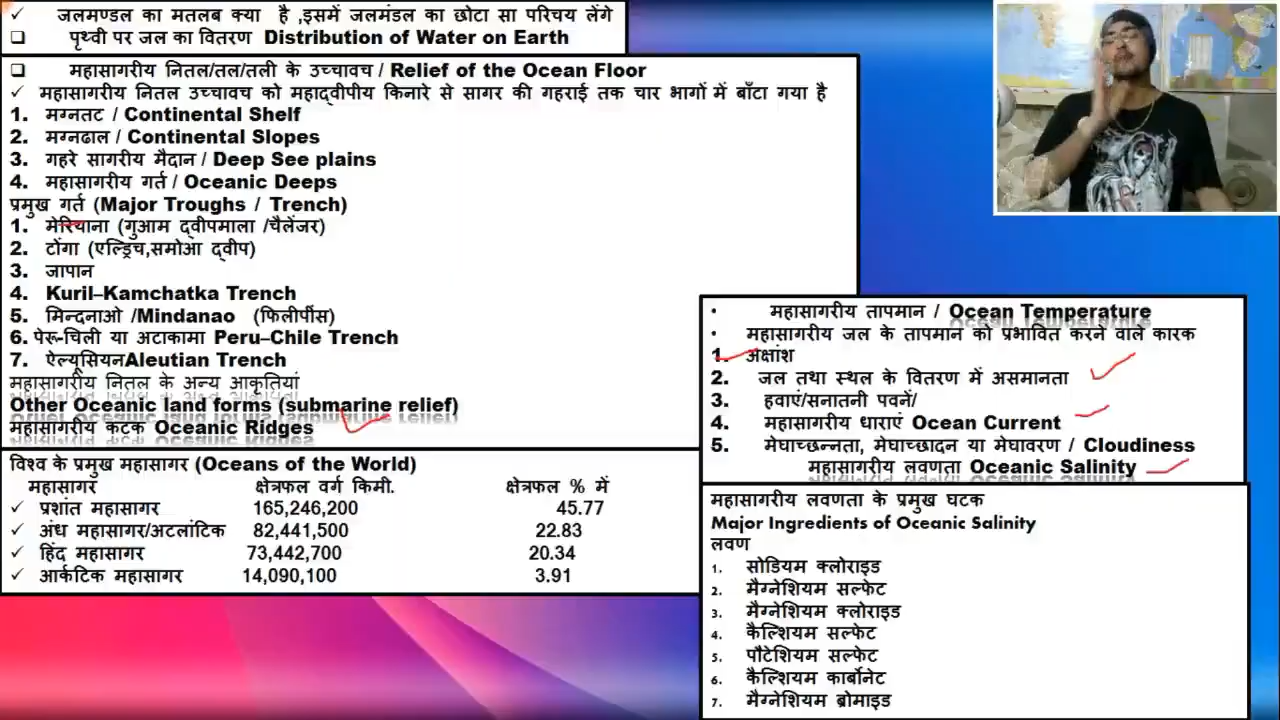 ✓ जलमण्डल का मतलब क्या है ,इसमें जलमंडल का छोटा सा परिचय लेंगे
❑ पृथ्वी पर जल का वितरण Distribution of Water on Earth
❑ महासागरीय नितल/तल/तली के उच्चावच / Relief of the Ocean Floor
✓ महासागरीय नितल उच्चावच को महाद्वीपीय किनारे से सागर की गहराई तक चार भागों में बाँटा गया है
1. मग्नतट / Continental Shelf
2. मग्नढाल / Continental Slopes
3. गहरे सागरीय मैदान / Deep See plains
4. महासागरीय गर्त / Oceanic Deeps
प्रमुख गर्त (Major Troughs / Trench)
1. मेरियाना (गुआम द्वीपमाला /चैलेंजर)
2. टोंगा (एल्ड्रिच,समोआ द्वीप)
3. जापान
4. Kuril–Kamchatka Trench
5. मिन्दनाओ /Mindanao (फिलीपींस)
6. पेरू-चिली या अटाकामा Peru–Chile Trench
7. ऐल्यूसियनAleutian Trench
महासागरीय नितल के अन्य आकृतियां
Other Oceanic land forms (submarine relief)
महासागरीय कटक Oceanic Ridges
विश्व के प्रमुख महासागर (Oceans of the World)
महासागर क्षेत्रफल वर्ग किमी. क्षेत्रफल % में
✓ प्रशांत महासागर 165,246,200 45.77
✓ अंध महासागर/अटलांटिक 82,441,500 22.83
✓ हिंद महासागर 73,442,700 20.34
✓ आर्कटिक महासागर 14,090,100 3.91
• महासागरीय तापमान / Ocean Temperature
• महासागरीय जल के तापमान को प्रभावित करने वाले कारक
1. अक्षांश
2. जल तथा स्थल के वितरण में असमानता
3. हवाएं/सनातनी पवनें/
4. महासागरीय धाराएं Ocean Current
5. मेघाच्छन्नता, मेघाच्छादन या मेघावरण / Cloudiness
महासागरीय लवणता Oceanic Salinity
महासागरीय लवणता के प्रमुख घटक
Major Ingredients of Oceanic Salinity
लवण
1. सोडियम क्लोराइड
2. मैग्नेशियम सल्फेट
3. मैग्नेशियम क्लोराइड
4. कैल्शियम सल्फेट
5. पौटेशियम सल्फेट
6. कैल्शियम कार्बोनेट
7. मैग्नेशियम ब्रोमाइड